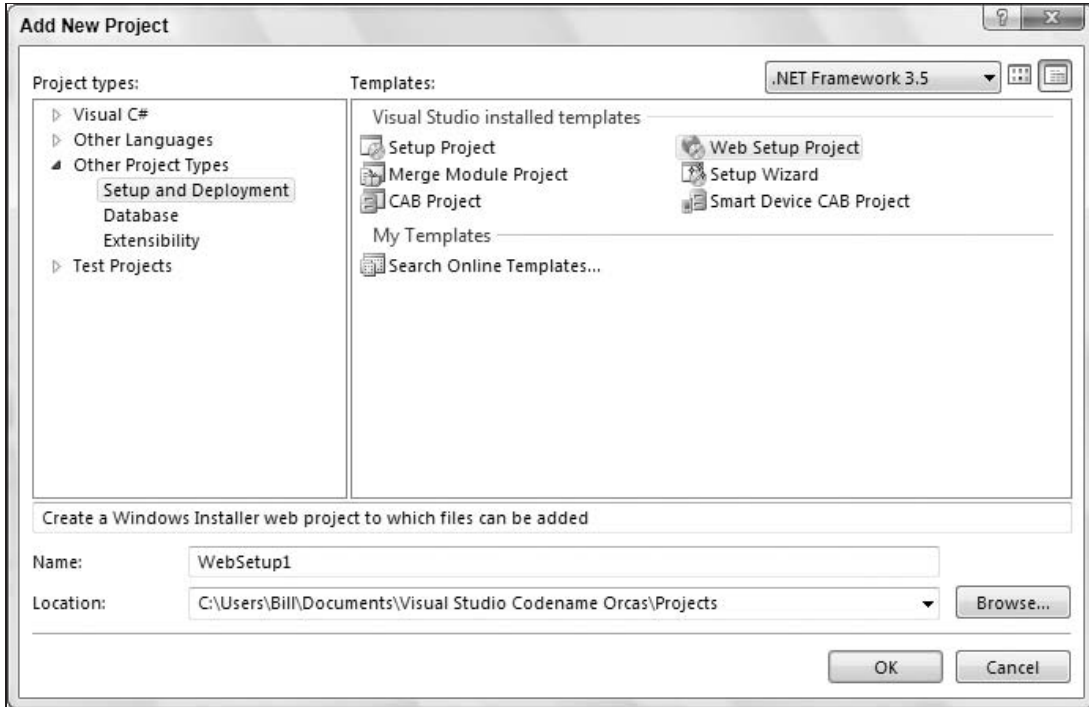 Add New Project
Project types:
Templates:
.NET Framework 3.5
Visual C#
Other Languages
Other Project Types
Setup and Deployment
Database
Extensibility
Test Projects
Visual Studio installed templates
Setup Project
Web Setup Project
Merge Module Project
Setup Wizard
CAB Project
Smart Device CAB Project
My Templates
Search Online Templates...
Create a Windows Installer web project to which files can be added
Name:
WebSetup1
Location:
C:\Users\Bill\Documents\Visual Studio Codename Orcas\Projects
Browse...
OK
Cancel